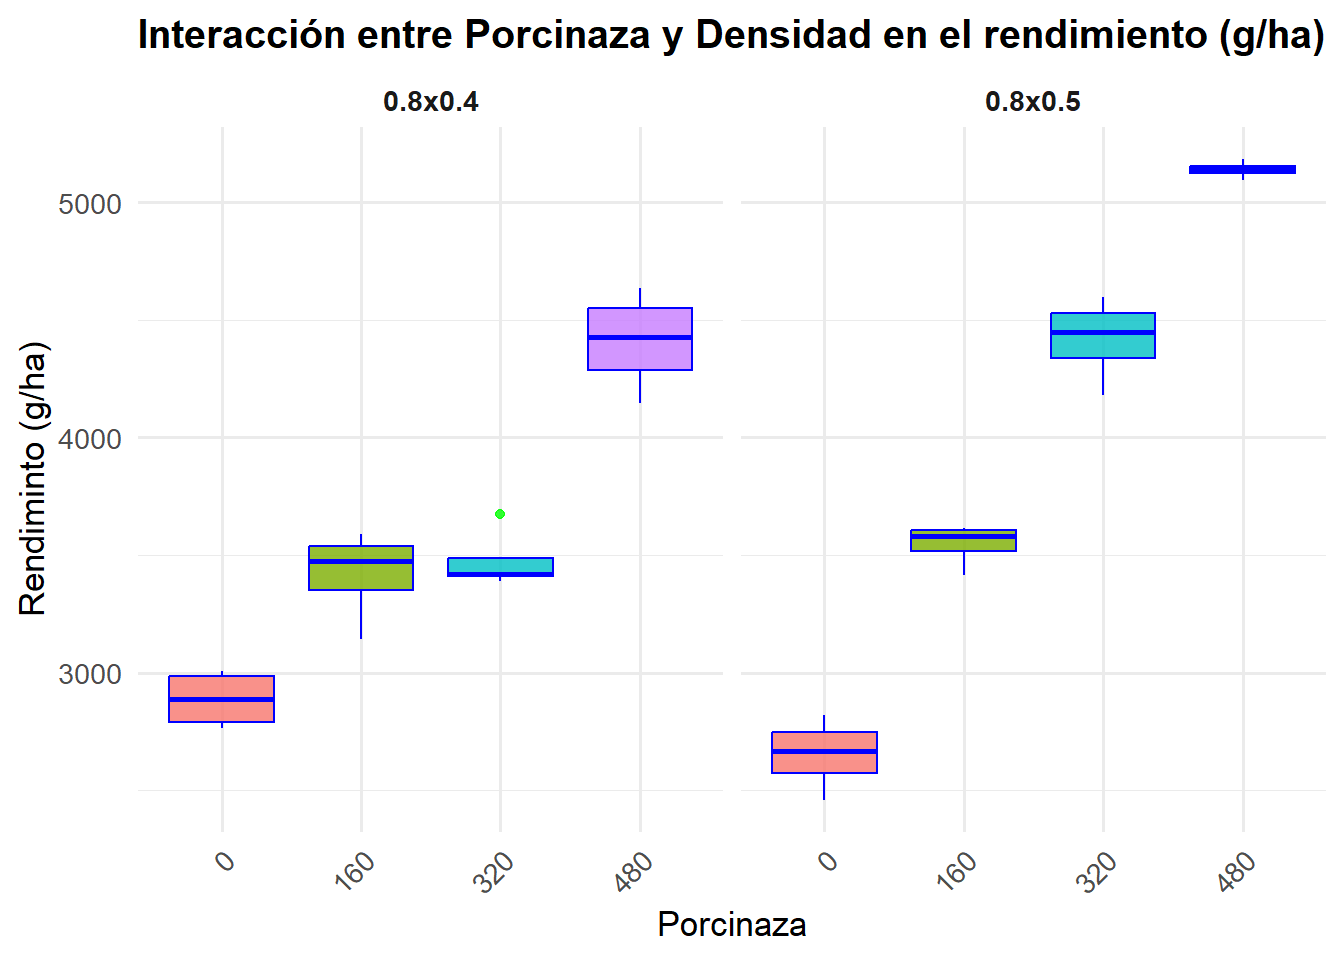 Interacción entre Porcinaza y Densidad en el rendimiento (g/ha)
0.8x0.4
0.8x0.5
Rendiminto (g/ha)
5000
4000
3000
0 160 320 480
0 160 320 480
Porcinaza